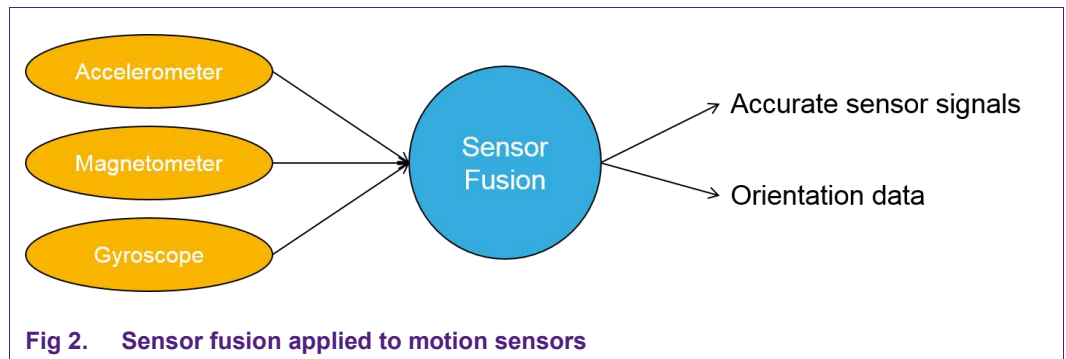 Accelerometer
Magnetometer
Gyroscope
Sensor
Fusion
Accurate sensor signals
Orientation data
Fig 2. Sensor fusion applied to motion sensors